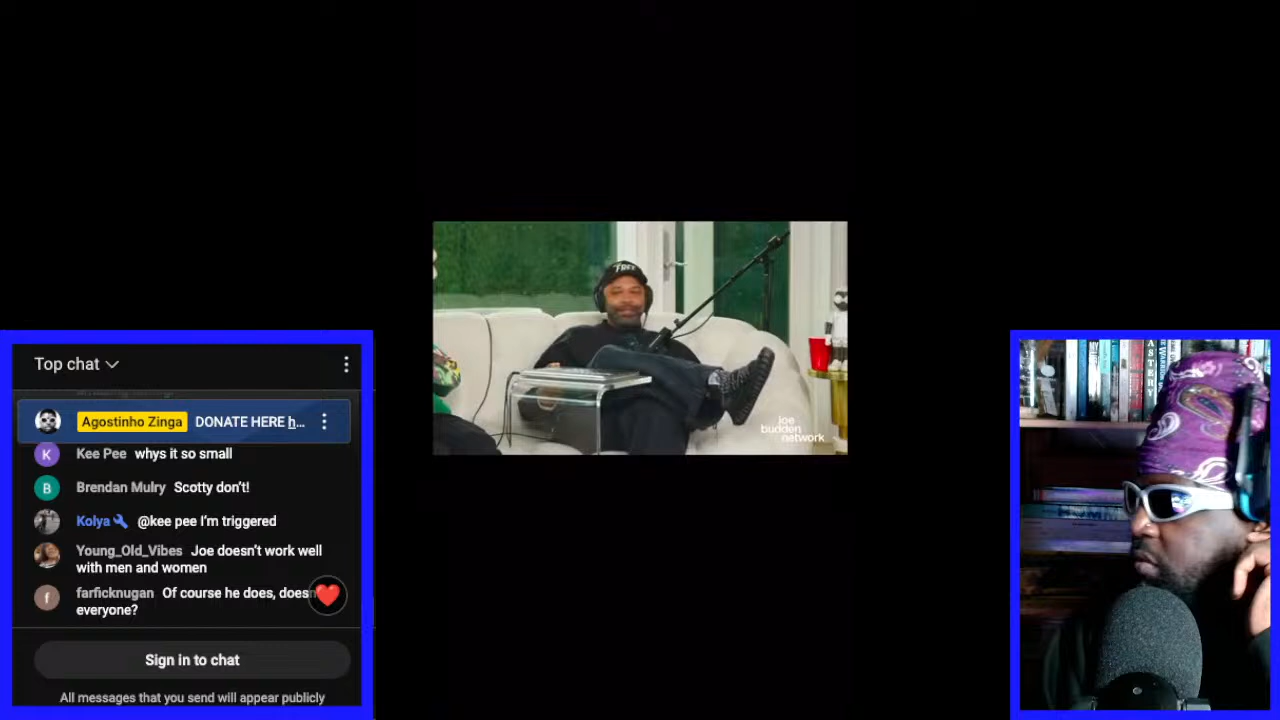 FREE
joe
budden
network
Top chat
Agostinho Zinga DONATE HERE h...
K
Kee Pee whys it so small
B
Brendan Mulry Scotty don't!
Kolya @kee pee I'm triggered
Young_Old_Vibes Joe doesn't work well
with men and women
f
farficknugan Of course he does, does
everyone?
Sign in to chat
All messages that you send will appear publicly